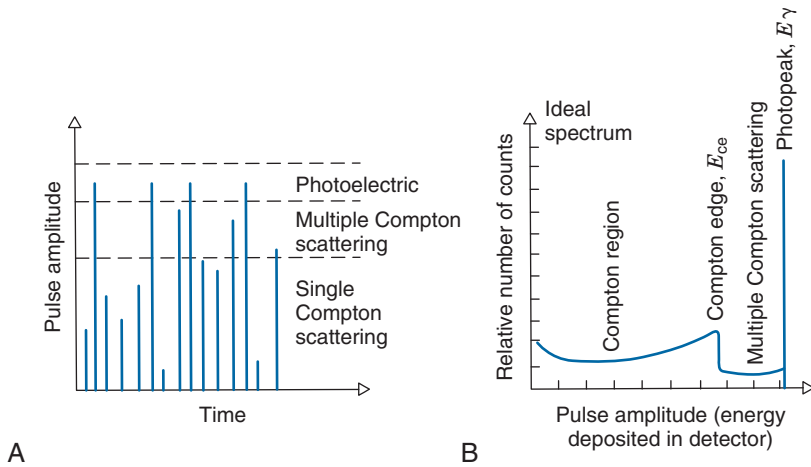 Pulse amplitude
Photoelectric
Multiple Compton
scattering
Single
Compton
scattering
Time
A
Ideal
spectrum
Relative number of counts
Compton region
Compton edge, Ece
Multiple Compton scattering
Photopeak, Eγ
Pulse amplitude (energy
deposited in detector)
B